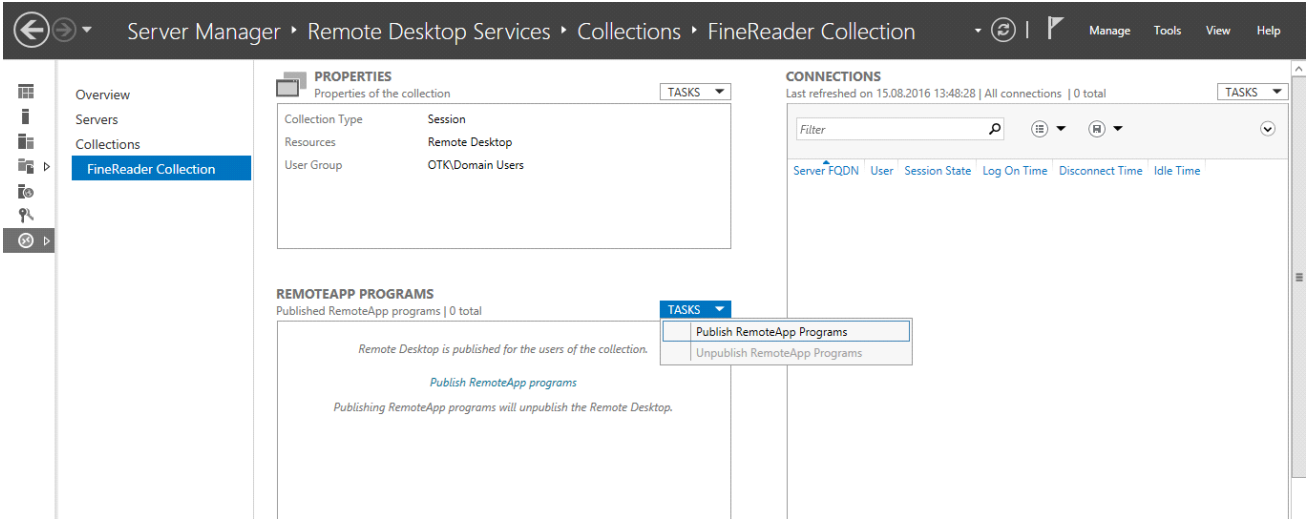 Server Manager ‣ Remote Desktop Services ‣ Collections ‣ FineReader Collection
Manage Tools View Help
Overview
Servers
Collections
FineReader Collection
PROPERTIES
Properties of the collection
TASKS
Collection Type Session
Resources Remote Desktop
User Group OTK\Domain Users
REMOTEAPP PROGRAMS
Published RemoteApp programs | 0 total
TASKS
Publish RemoteApp Programs
Unpublish RemoteApp Programs
Remote Desktop is published for the users of the collection.
Publish RemoteApp programs
Publishing RemoteApp programs will unpublish the Remote Desktop.
CONNECTIONS
Last refreshed on 15.08.2016 13:48:28 | All connections | 0 total
TASKS
Filter
Server FQDN User Session State Log On Time Disconnect Time Idle Time